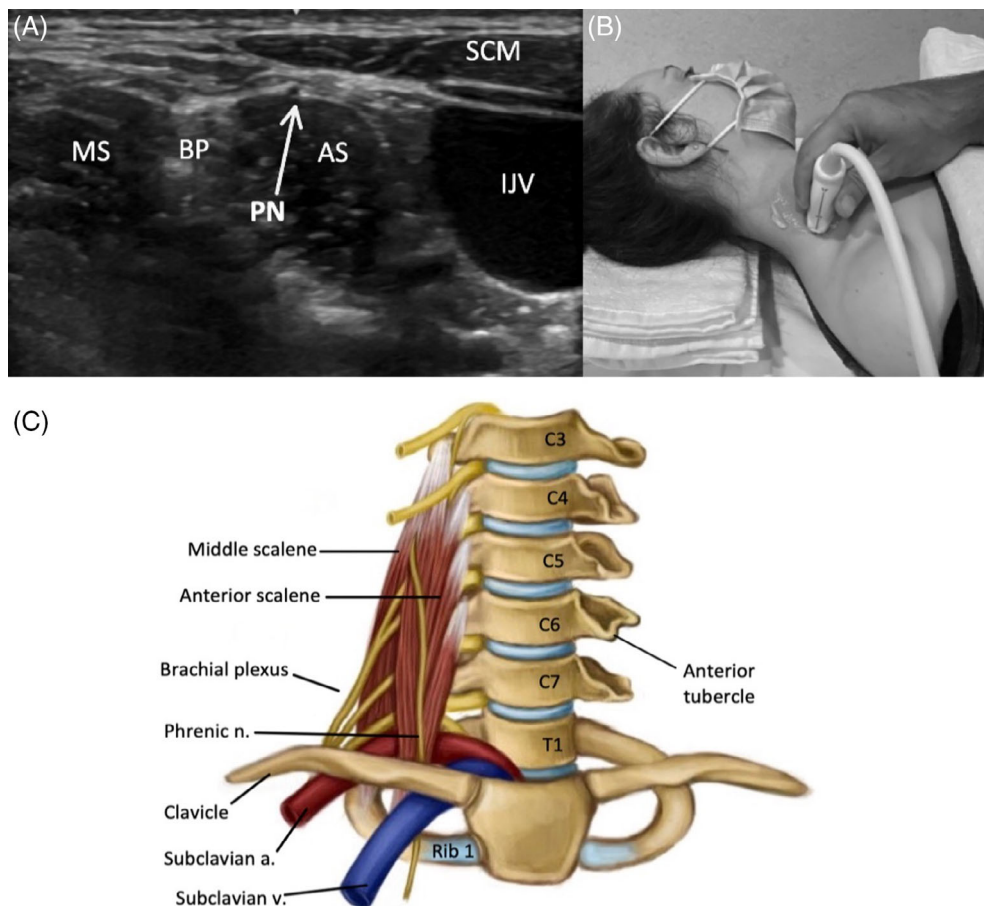 (A)
SCM
MS
BP
AS
PN
IJV
(B)
(C)
C3
C4
Middle scalene
C5
Anterior scalene
C6
Brachial plexus
Anterior
tubercle
C7
Phrenic n.
T1
Clavicle
Subclavian a.
Rib 1
Subclavian v.